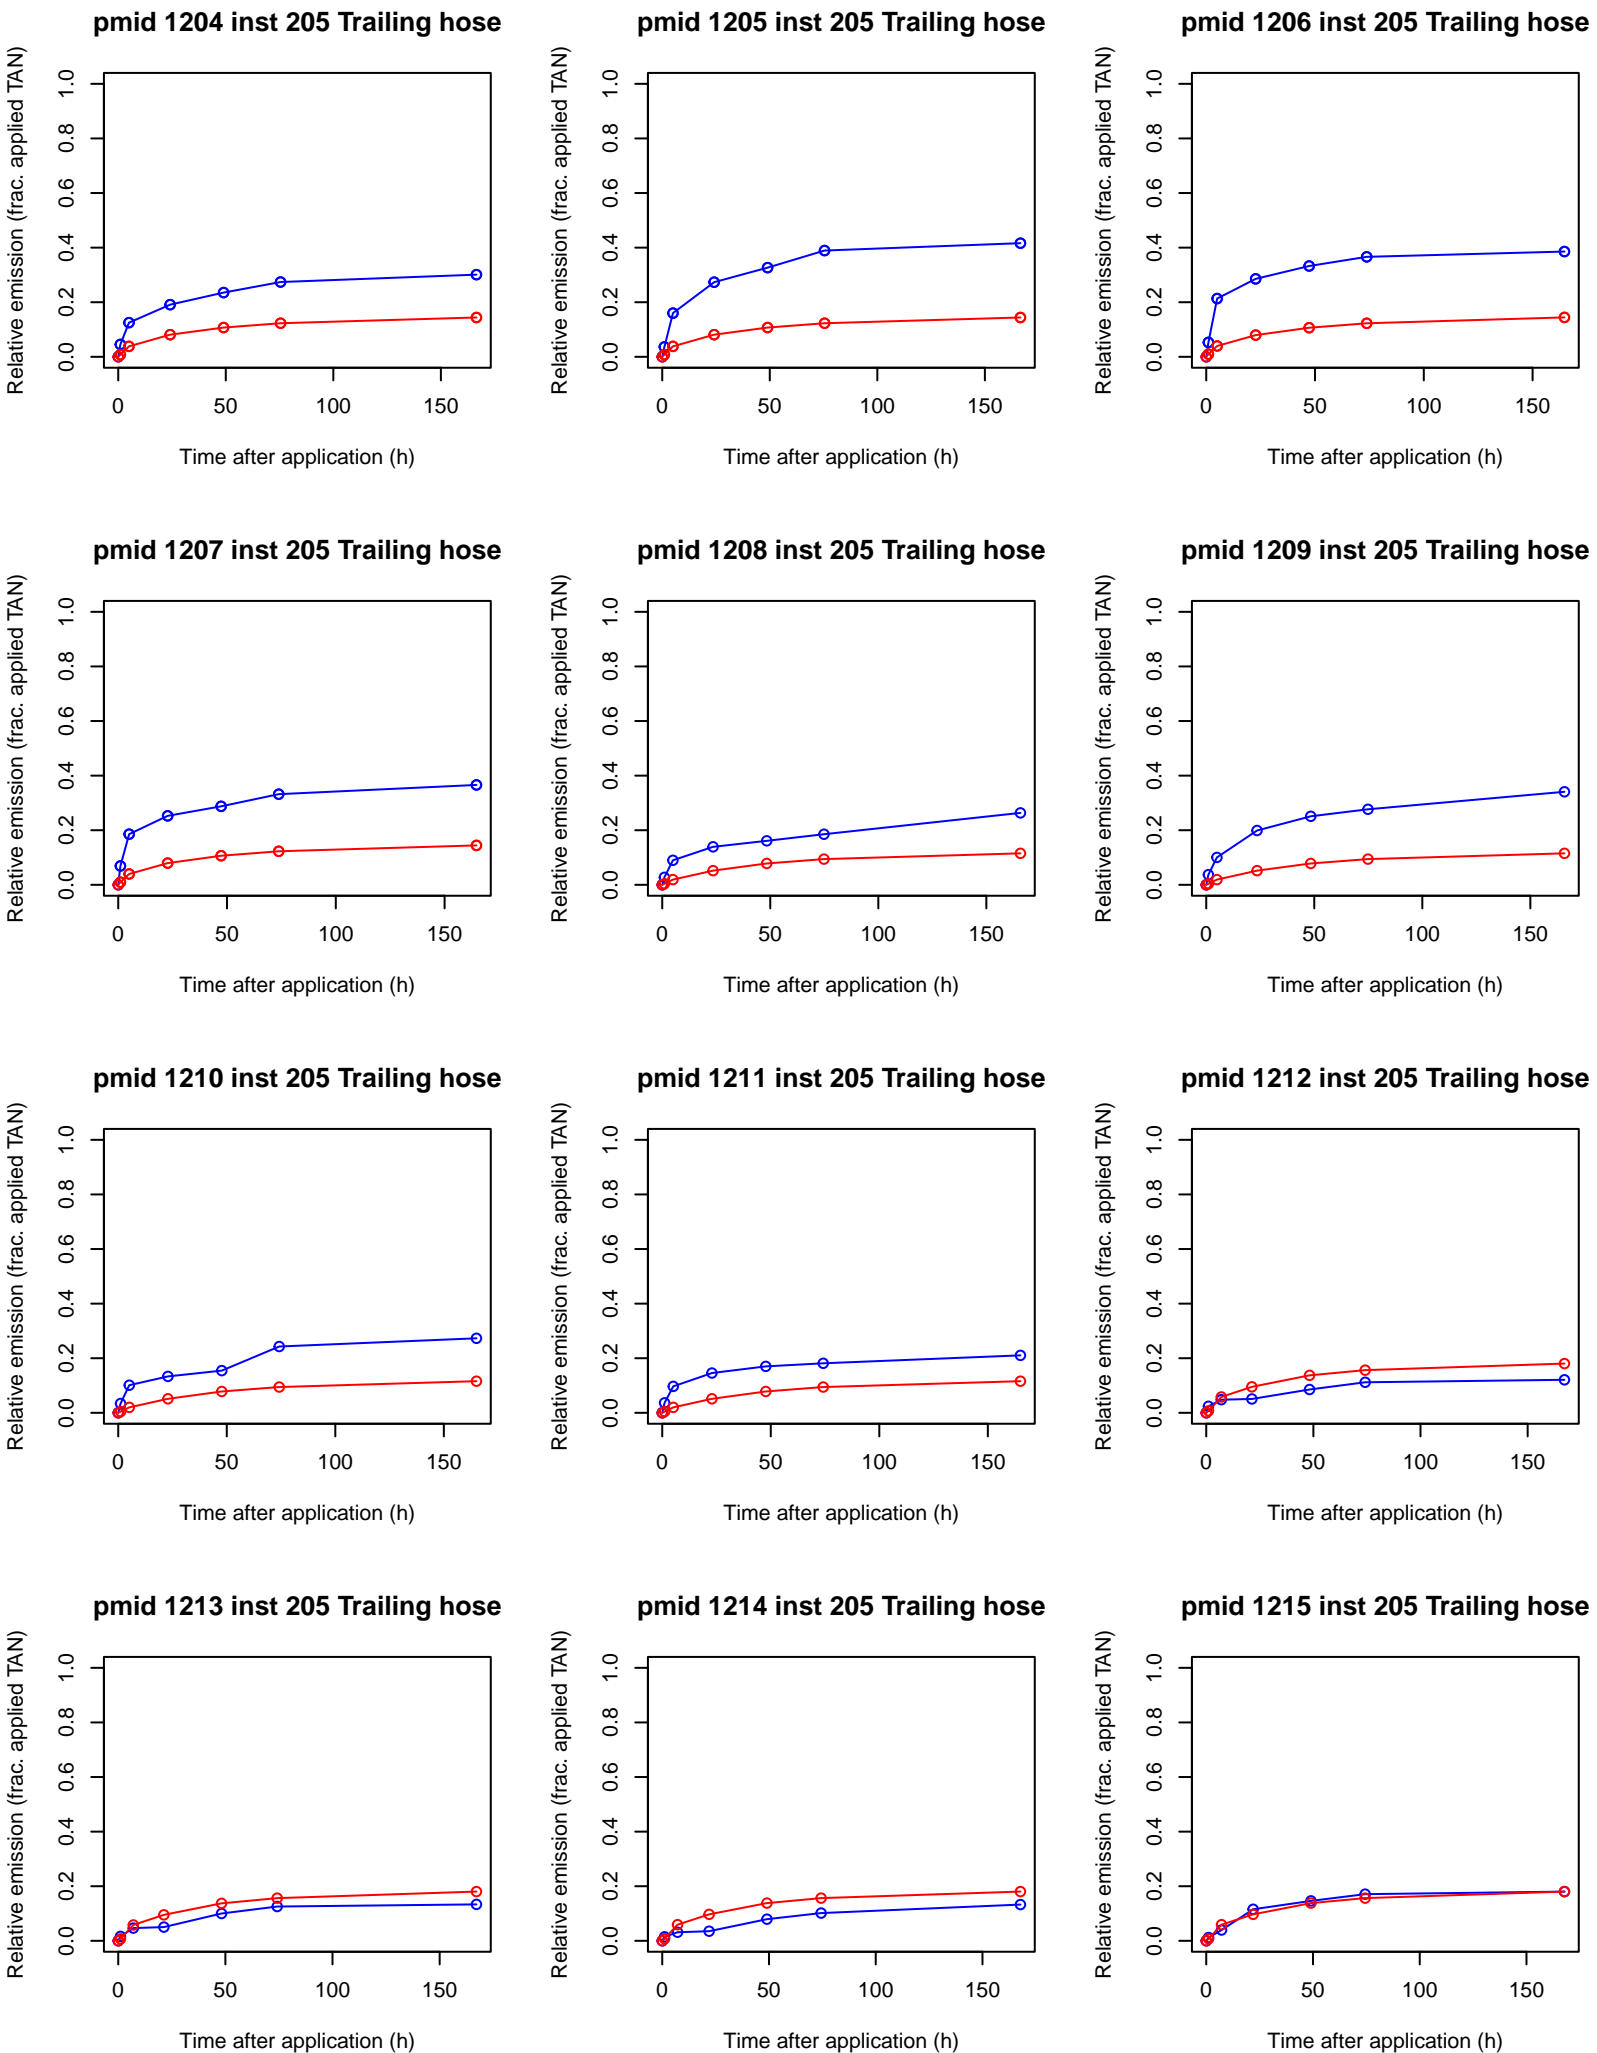 pmid 1204 inst 205 Trailing hose
Relative emission (frac. applied TAN)
1.0
0.8
0.6
0.4
0.2
0.0
0 50 100 150
Time after application (h)
pmid 1205 inst 205 Trailing hose
Relative emission (frac. applied TAN)
1.0
0.8
0.6
0.4
0.2
0.0
0 50 100 150
Time after application (h)
pmid 1206 inst 205 Trailing hose
Relative emission (frac. applied TAN)
1.0
0.8
0.6
0.4
0.2
0.0
0 50 100 150
Time after application (h)
pmid 1207 inst 205 Trailing hose
Relative emission (frac. applied TAN)
1.0
0.8
0.6
0.4
0.2
0.0
0 50 100 150
Time after application (h)
pmid 1208 inst 205 Trailing hose
Relative emission (frac. applied TAN)
1.0
0.8
0.6
0.4
0.2
0.0
0 50 100 150
Time after application (h)
pmid 1209 inst 205 Trailing hose
Relative emission (frac. applied TAN)
1.0
0.8
0.6
0.4
0.2
0.0
0 50 100 150
Time after application (h)
pmid 1210 inst 205 Trailing hose
Relative emission (frac. applied TAN)
1.0
0.8
0.6
0.4
0.2
0.0
0 50 100 150
Time after application (h)
pmid 1211 inst 205 Trailing hose
Relative emission (frac. applied TAN)
1.0
0.8
0.6
0.4
0.2
0.0
0 50 100 150
Time after application (h)
pmid 1212 inst 205 Trailing hose
Relative emission (frac. applied TAN)
1.0
0.8
0.6
0.4
0.2
0.0
0 50 100 150
Time after application (h)
pmid 1213 inst 205 Trailing hose
Relative emission (frac. applied TAN)
1.0
0.8
0.6
0.4
0.2
0.0
0 50 100 150
Time after application (h)
pmid 1214 inst 205 Trailing hose
Relative emission (frac. applied TAN)
1.0
0.8
0.6
0.4
0.2
0.0
0 50 100 150
Time after application (h)
pmid 1215 inst 205 Trailing hose
Relative emission (frac. applied TAN)
1.0
0.8
0.6
0.4
0.2
0.0
0 50 100 150
Time after application (h)